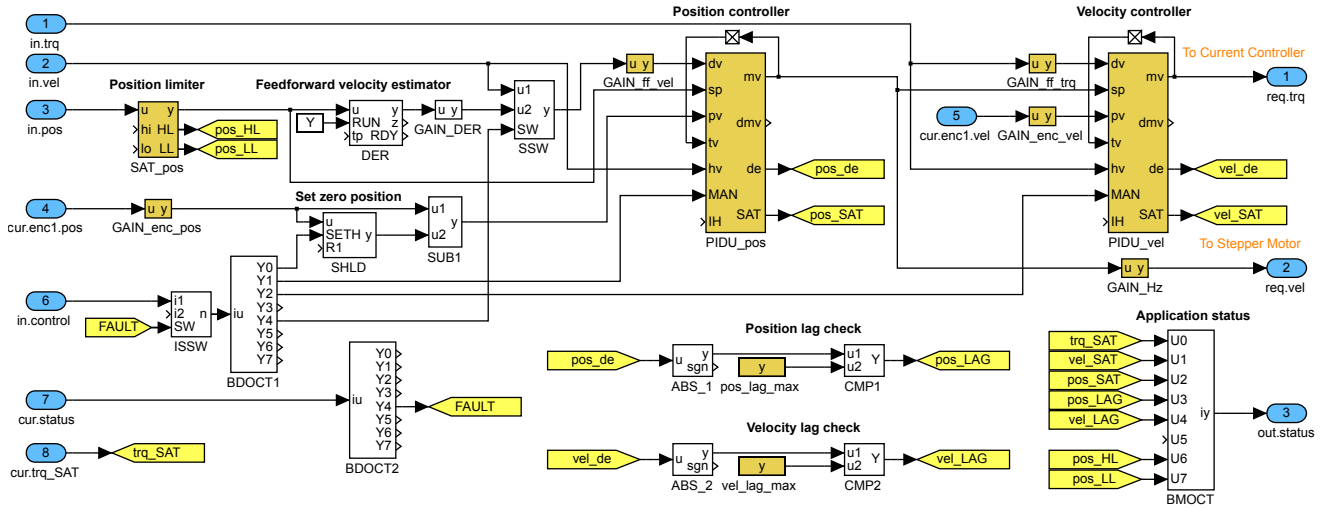 Position controller
Velocity controller
1
in.trq
2
in.vel
To Current Controller
Position limiter
Feedforward velocity estimator
3
in.pos
u y
hi HL
lo LL
SAT_pos
pos_HL
pos_LL
Y
u y
RUN z
tp RDY
DER
u y
GAIN_DER
u1
u2 y
SW
SSW
u y
GAIN_ff_vel
dv mv
sp
pv dmv
tv
hv de
MAN
IH SAT
PIDU_pos
pos_de
pos_SAT
u y
GAIN_ff_trq
5
cur.enc1.vel
u y
GAIN_enc_vel
dv mv
sp
pv dmv
tv
hv de
MAN
IH SAT
PIDU_vel
vel_de
vel_SAT
1
req.trq
Set zero position
4
cur.enc1.pos
u y
GAIN_enc_pos
u
SETH y
R1
SHLD
u1 y
u2
SUB1
To Stepper Motor
u y
GAIN_Hz
2
req.vel
6
in.control
FAULT
i1
i2 n
SW
ISSW
iu
Y0
Y1
Y2
Y3
Y4
Y5
Y6
Y7
BDOCT1
7
cur.status
iu
Y0
Y1
Y2
Y3
Y4
Y5
Y6
Y7
BDOCT2
FAULT
8
cur.trq_SAT
trq_SAT
Position lag check
pos_de
u y
sgn
ABS_1
y
pos_lag_max
u1 Y
u2
CMP1
pos_LAG
Velocity lag check
vel_de
u y
sgn
ABS_2
y
vel_lag_max
u1 Y
u2
CMP2
vel_LAG
Application status
trq_SAT
vel_SAT
pos_SAT
pos_LAG
vel_LAG
pos_HL
pos_LL
U0
U1
U2
U3
U4
U5
U6
U7
iy
BMOCT
3
out.status